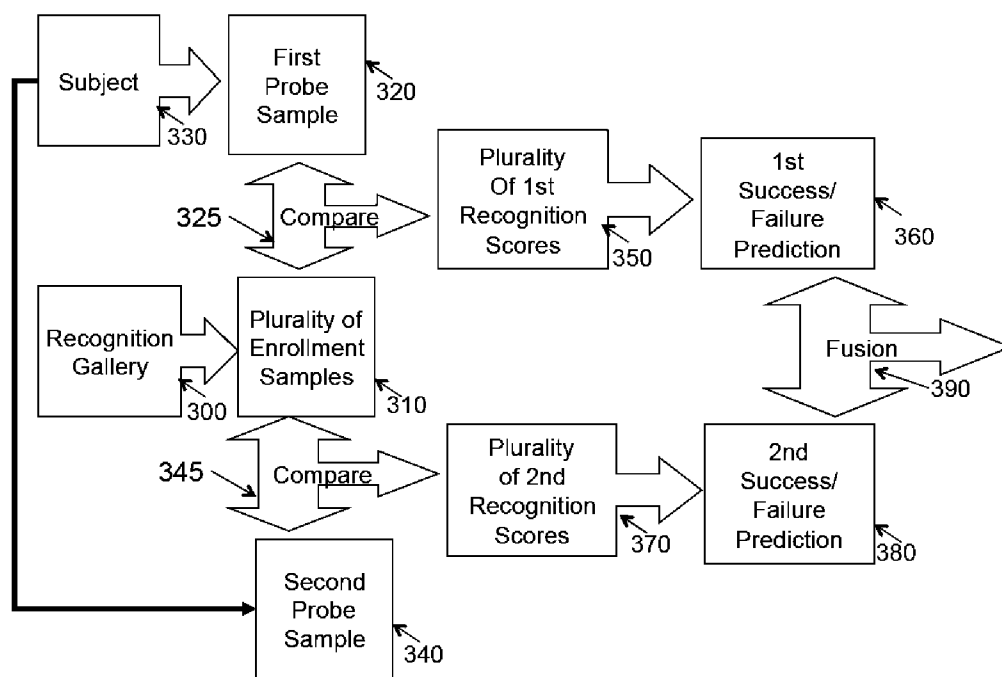 Subject
330
First
Probe
Sample
320
325
Compare
Plurality
Of 1st
Recognition
Scores
350
1st
Success/
Failure
Prediction
360
Recognition
Gallery
300
Plurality of
Enrollment
Samples
310
Fusion
390
345
Compare
Plurality
of 2nd
Recognition
Scores
370
2nd
Success/
Failure
Prediction
380
Second
Probe
Sample
340